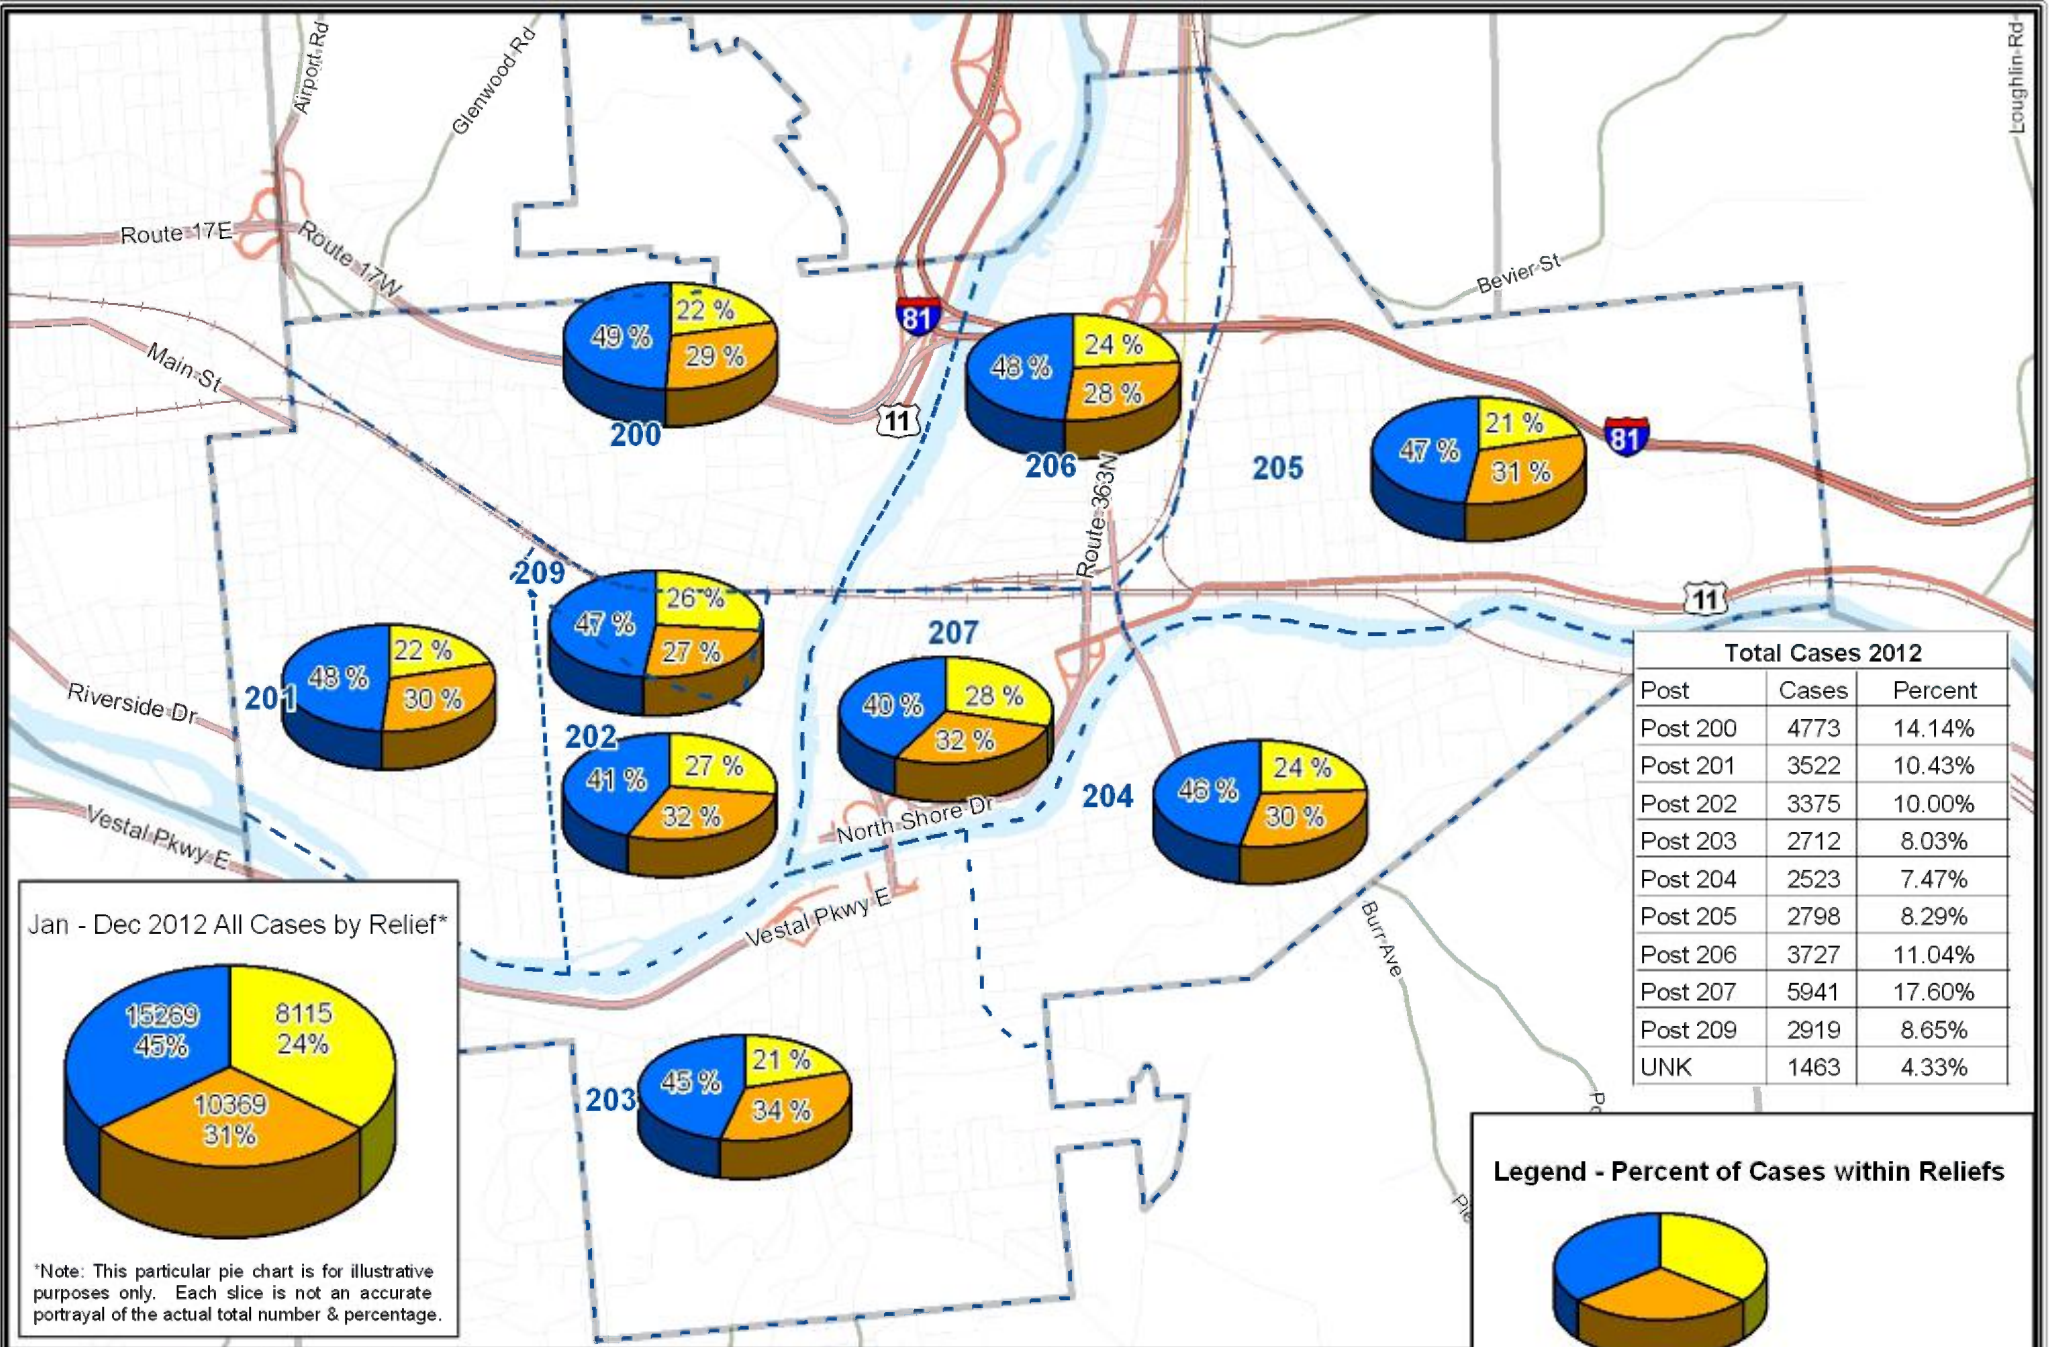 Airport Rd
Glenwood Rd
Loughlin Rd
Route 17E
Route 17W
Bevier St
81
22 %
49 %
29 %
200
11
24 %
48 %
28 %
206
Route 363N
205
21 %
47 %
31 %
81
Main St
209
26 %
47 %
27 %
11
207
22 %
48 %
30 %
201
Riverside Dr
28 %
40 %
32 %
202
27 %
41 %
32 %
204
24 %
46 %
30 %
North Shore Dr
Vestal Pkwy E
Vestal Pkwy E
Burr Ave
Total Cases 2012
Post Cases Percent
Post 200 4773 14.14%
Post 201 3522 10.43%
Post 202 3375 10.00%
Post 203 2712 8.03%
Post 204 2523 7.47%
Post 205 2798 8.29%
Post 206 3727 11.04%
Post 207 5941 17.60%
Post 209 2919 8.65%
UNK 1463 4.33%
Jan - Dec 2012 All Cases by Relief*
15269
45%
8115
24%
10369
31%
*Note: This particular pie chart is for illustrative
purposes only. Each slice is not an accurate
portrayal of the actual total number & percentage.
203
21 %
45 %
34 %
Legend - Percent of Cases within Reliefs